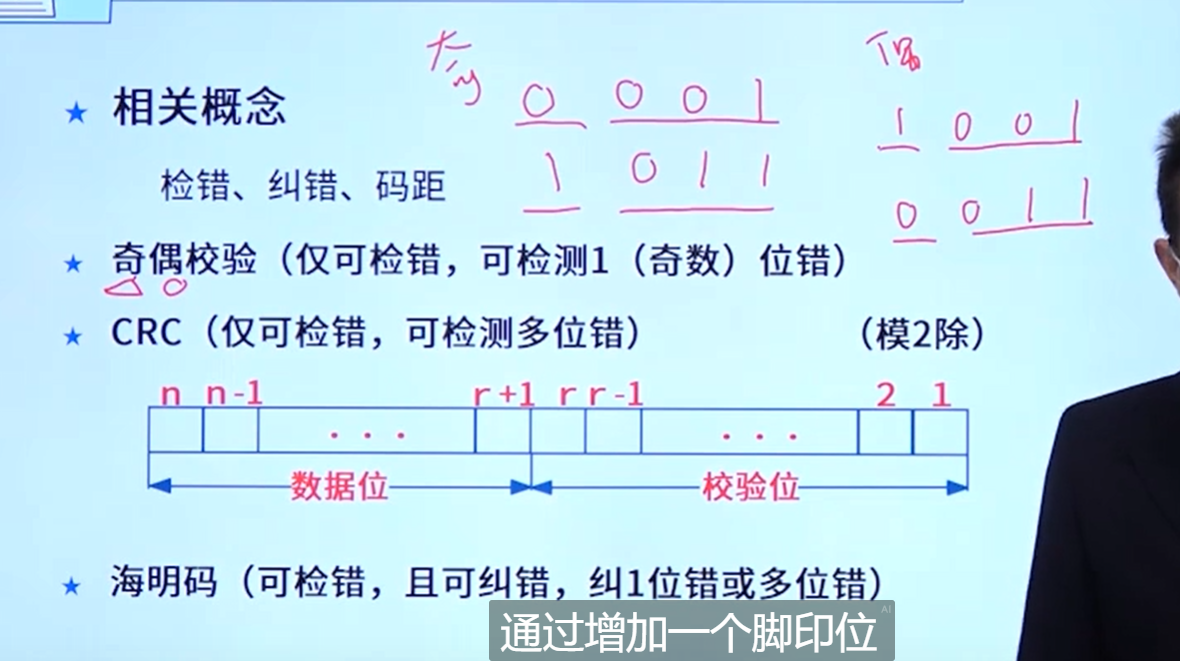 奇
偶
0 0 0 1
1 0 0 1
★ 相关概念
1 0 1 1
检错、纠错、码距
0 0 1 1
★ 奇偶校验（仅可检错，可检测1（奇数）位错）
★ CRC（仅可检错，可检测多位错） （模2除）
n n-1 r+1 r r-1 2 1
··· ···
数据位 校验位
★ 海明码（可检错，且可纠错，纠1位错或多位错）
AI
通过增加一个脚印位